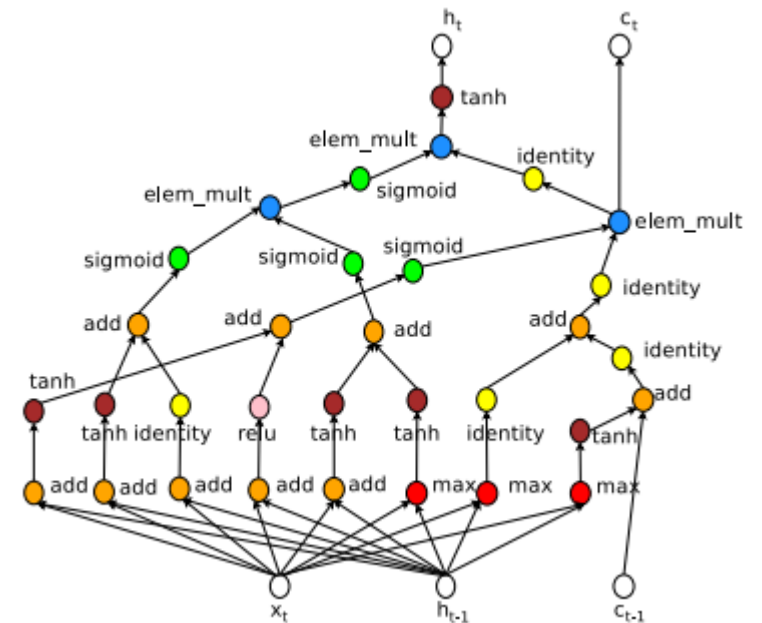 h_t c_t
tanh
elem_mult
identity
elem_mult sigmoid
elem_mult
sigmoid sigmoid sigmoid
identity
add add add add
identity
tanh
add
tanh identity relu tanh tanh identity tanh
add add add add add max max max
x_t h_t-1 c_t-1